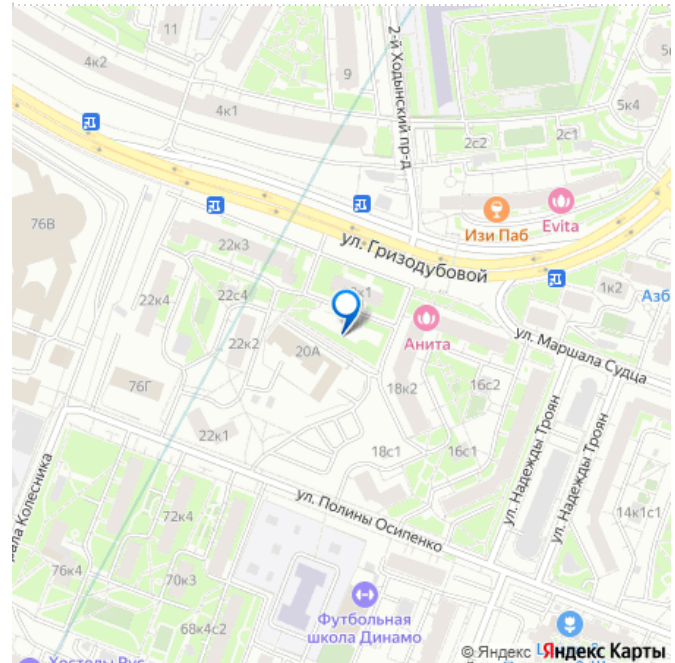 11
4к2
4к1
9
2-й Ходынский пр-д
5к4
2с2
2с1
76В
Изи Паб
Evita
ул. Гризодубовой
22к3
22к4
22с4
22к2
20А
Анита
1к2
Азб
ул. Маршала Судца
76Г
22к1
18к2
16с2
18с1
16с1
ул. Надежды Троян
ул. Надежды Троян
14к1с1
ул. Полины Осипенко
ала Колесника
72к4
76к4
70к3
68к4с2
Футбольная
школа Динамо
Хостелы Рус
© Яндекс Яндекс Карты